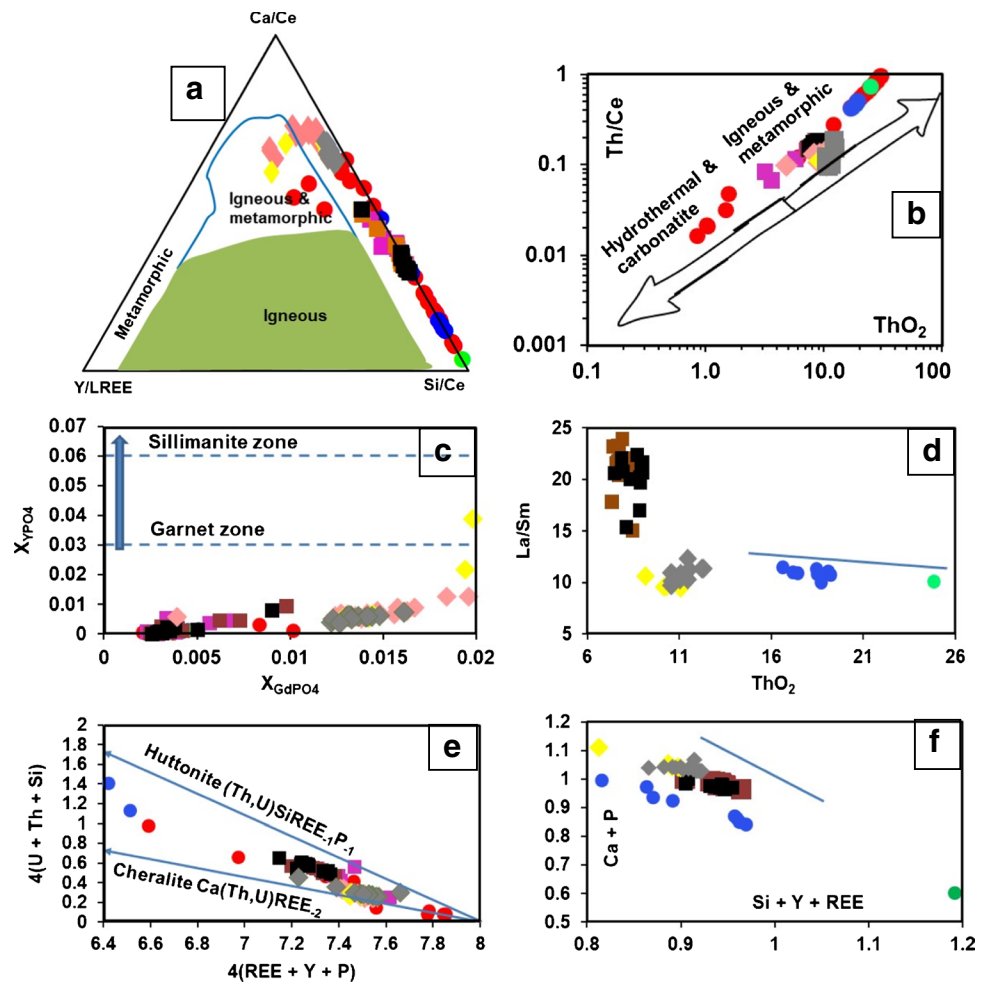 a
Ca/Ce
Igneous &
metamorphic
Metamorphic
Igneous
Y/LREE
Si/Ce
b
Th/Ce
1
0.1
0.01
0.001
Igneous &
metamorphic
Hydrothermal &
carbonatite
ThO2
0.1
1.0
10.0
100
c
XYPO4
0.07
0.06
0.05
0.04
0.03
0.02
0.01
0
Sillimanite zone
Garnet zone
0
0.005
0.01
0.015
0.02
XGdPO4
d
La/Sm
25
20
15
10
5
6
11
16
21
26
ThO2
e
4(U + Th + Si)
2
1.8
1.6
1.4
1.2
1
0.8
0.6
0.4
0.2
0
Huttonite (Th,U)SiREE-1P-1
Cheralite Ca(Th,U)REE-2
6.4
6.6
6.8
7
7.2
7.4
7.6
7.8
8
4(REE + Y + P)
f
Ca + P
1.2
1.1
1
0.9
0.8
0.7
0.6
0.5
Si + Y + REE
0.8
0.9
1
1.1
1.2